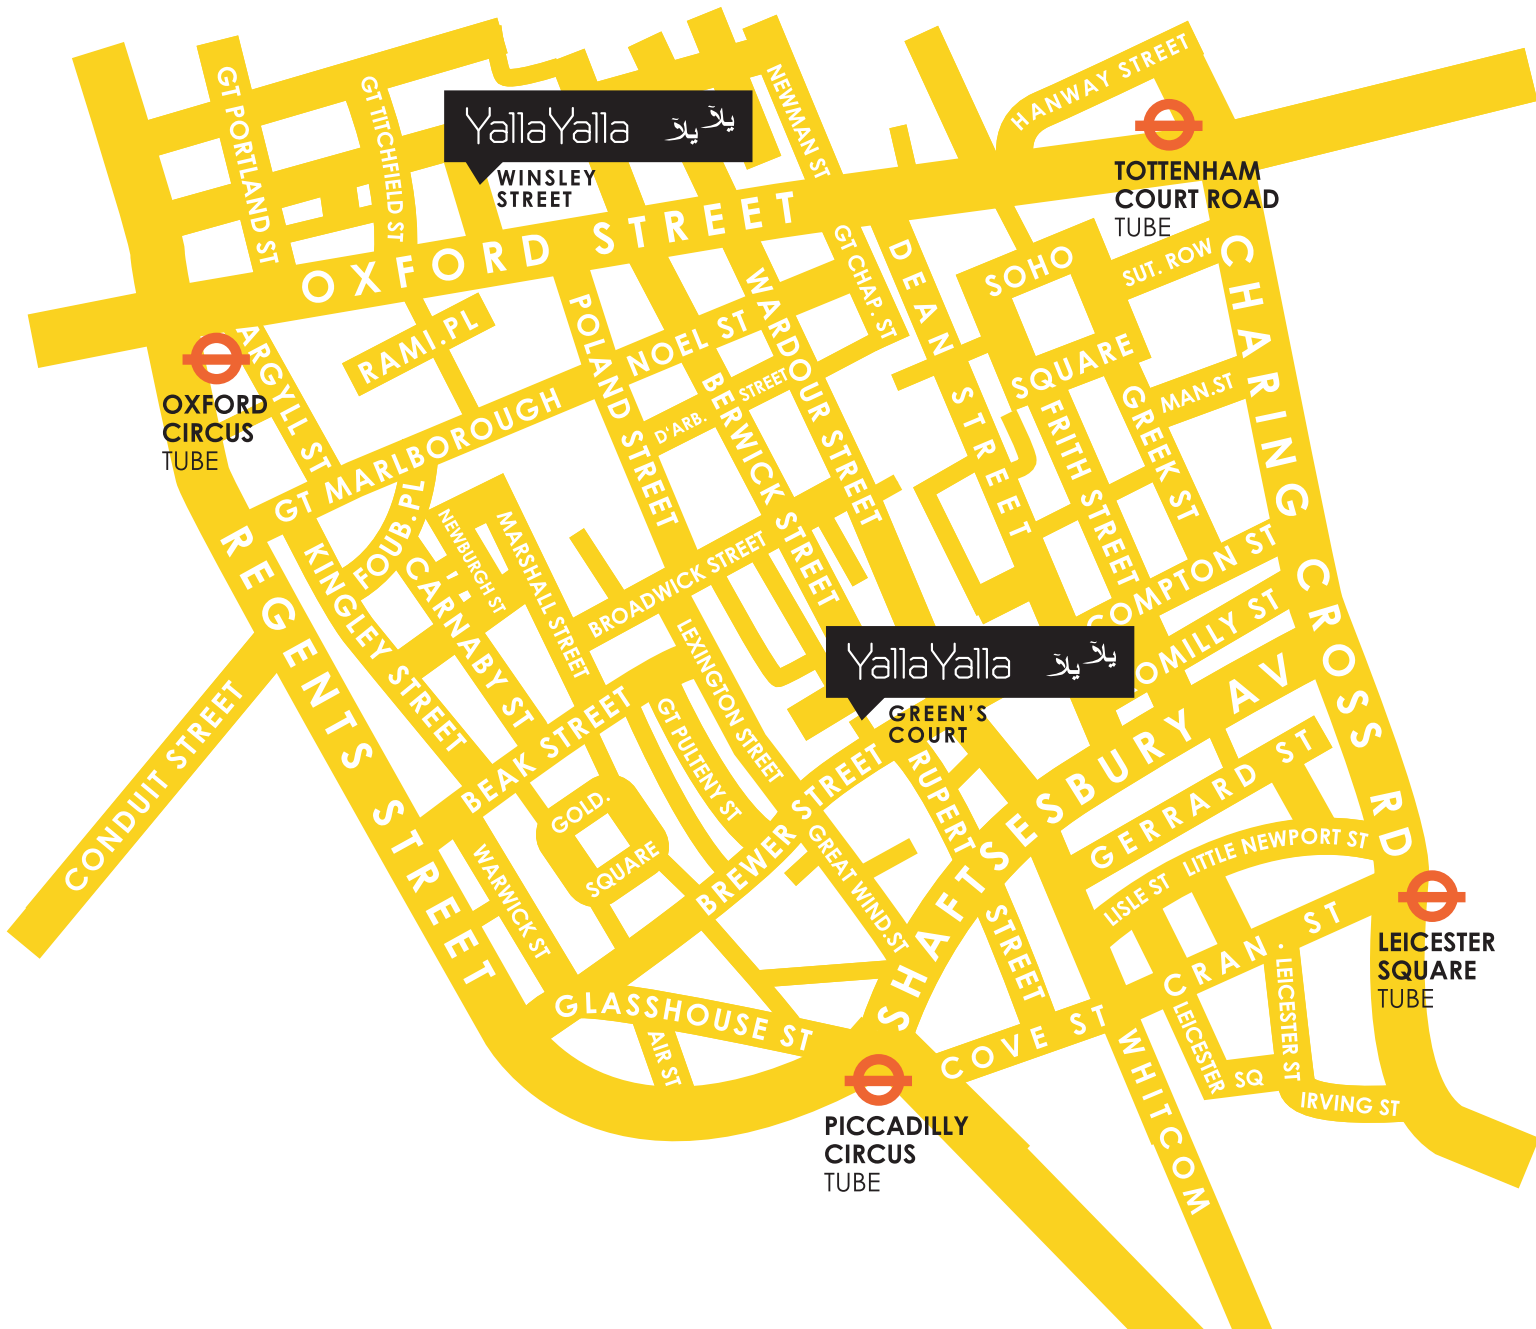 HANWAY STREET
GT PORTLAND ST
GT TITCHFIELD ST
NEWMAN ST
YallaYalla يلاّ يلاّ
WINSLEY
STREET
TOTTENHAM
COURT ROAD
TUBE
OXFORD STREET
GT CHAP. ST
DEAN STREET
SOHO
SQUARE
SUT. ROW
CHARING CROSS RD
ARGYLL ST
RAMI.PL
POLAND STREET
NOEL ST
WARDOUR STREET
BERWICK STREET
D'ARB. STREET
OXFORD
CIRCUS
TUBE
GT MARLBOROUGH
FRITH STREET
GREEK ST
MAN.ST
REGENTS STREET
KINGLEY STREET
FOUB.PL
CARNABY ST
NEWBURGH ST
MARSHALL STREET
BROADWICK STREET
COMPTON ST
OMILLY ST
LEXINGTON STREET
YallaYalla يلاّ يلاّ
GREEN'S
COURT
CONDUIT STREET
BEAK STREET
GT PULTENY ST
BREWER STREET
RUPERT STREET
SHAFTSESBURY AV
GERRARD ST
GOLD.
SQUARE
WARWICK ST
GREAT WIND.ST
LISLE ST
LITTLE NEWPORT ST
LEICESTER
SQUARE
TUBE
CRAN. ST
GLASSHOUSE ST
AIR ST
COVE ST
WHITCOM
LEICESTER SQ
LEICESTER ST
IRVING ST
PICCADILLY
CIRCUS
TUBE